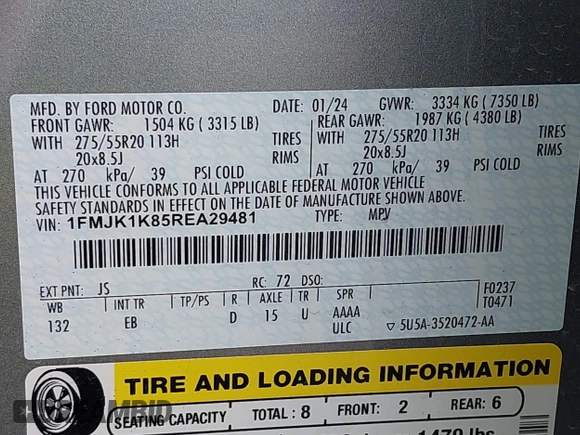 MFD. BY FORD MOTOR CO. DATE: 01/24 GVWR: 3334 KG ( 7350 LB)
FRONT GAWR: 1504 KG ( 3315 LB) REAR GAWR: 1987 KG ( 4380 LB)
WITH 275/55R20 113H TIRES 275/55R20 113H TIRES
20x8.5J RIMS 20x8.5J RIMS
AT 270 kPa/ 39 PSI COLD AT 270 kPa/ 39 PSI COLD
THIS VEHICLE CONFORMS TO ALL APPLICABLE FEDERAL MOTOR VEHICLE
SAFETY STANDARDS IN EFFECT ON THE DATE OF MANUFACTURE SHOWN ABOVE.
VIN: 1FMJK1K85REA29481 TYPE: MPV
EXT PNT: JS RC: 72 DSO: F0237
WB INT TR TP/PS R AXLE TR SPR T0471
132 EB D 15 U AAAA
ULC 5U5A-3520472-AA
TIRE AND LOADING INFORMATION
SEATING CAPACITY TOTAL : 8 FRONT: 2 REAR: 6